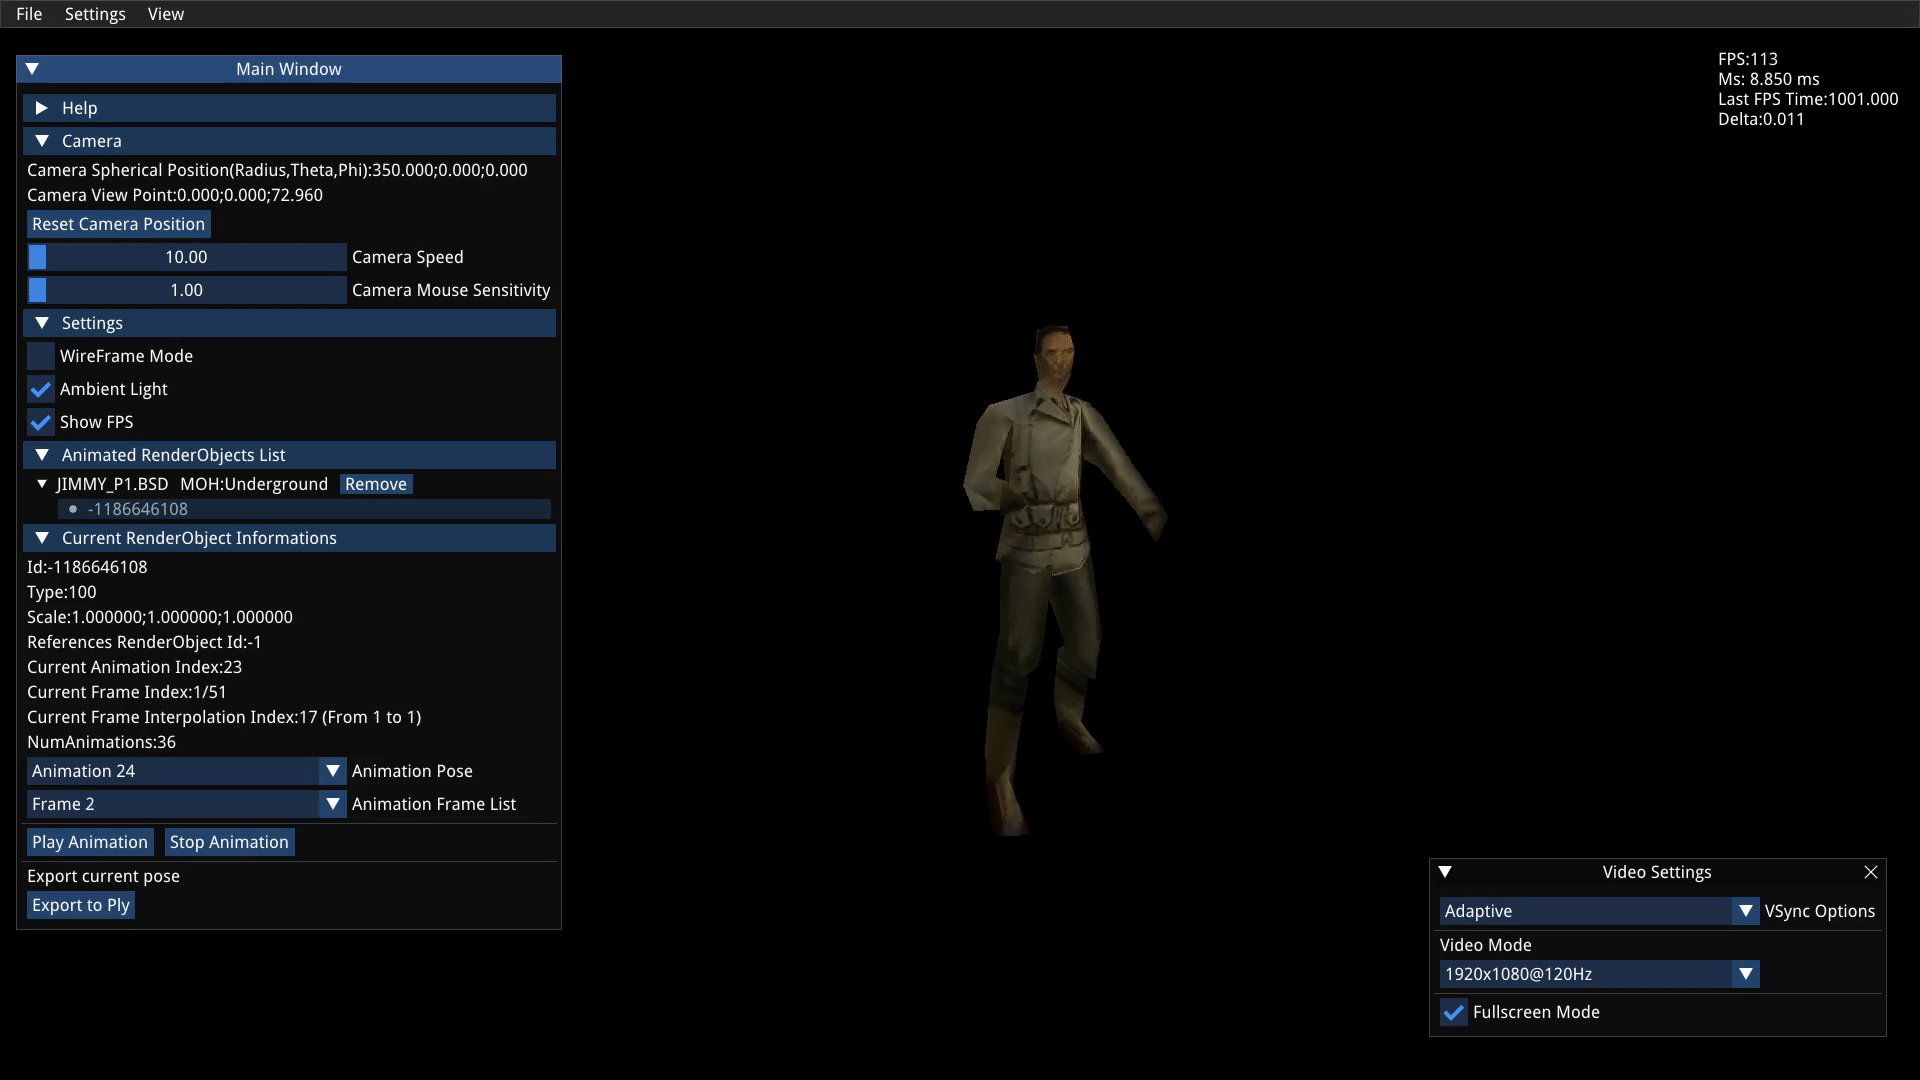 File Settings View
Main Window
Help
Camera
Camera Spherical Position(Radius,Theta,Phi):350.000;0.000;0.000
Camera View Point:0.000;0.000;72.960
Reset Camera Position
10.00 Camera Speed
1.00 Camera Mouse Sensitivity
Settings
WireFrame Mode
Ambient Light
Show FPS
Animated RenderObjects List
JIMMY_P1.BSD MOH:Underground Remove
-1186646108
Current RenderObject Informations
Id:-1186646108
Type:100
Scale:1.000000;1.000000;1.000000
References RenderObject Id:-1
Current Animation Index:23
Current Frame Index:1/51
Current Frame Interpolation Index:17 (From 1 to 1)
NumAnimations:36
Animation 24 Animation Pose
Frame 2 Animation Frame List
Play Animation Stop Animation
Export current pose
Export to Ply
FPS:113
Ms: 8.850 ms
Last FPS Time:1001.000
Delta:0.011
Video Settings
Adaptive VSync Options
Video Mode
1920x1080@120Hz
Fullscreen Mode